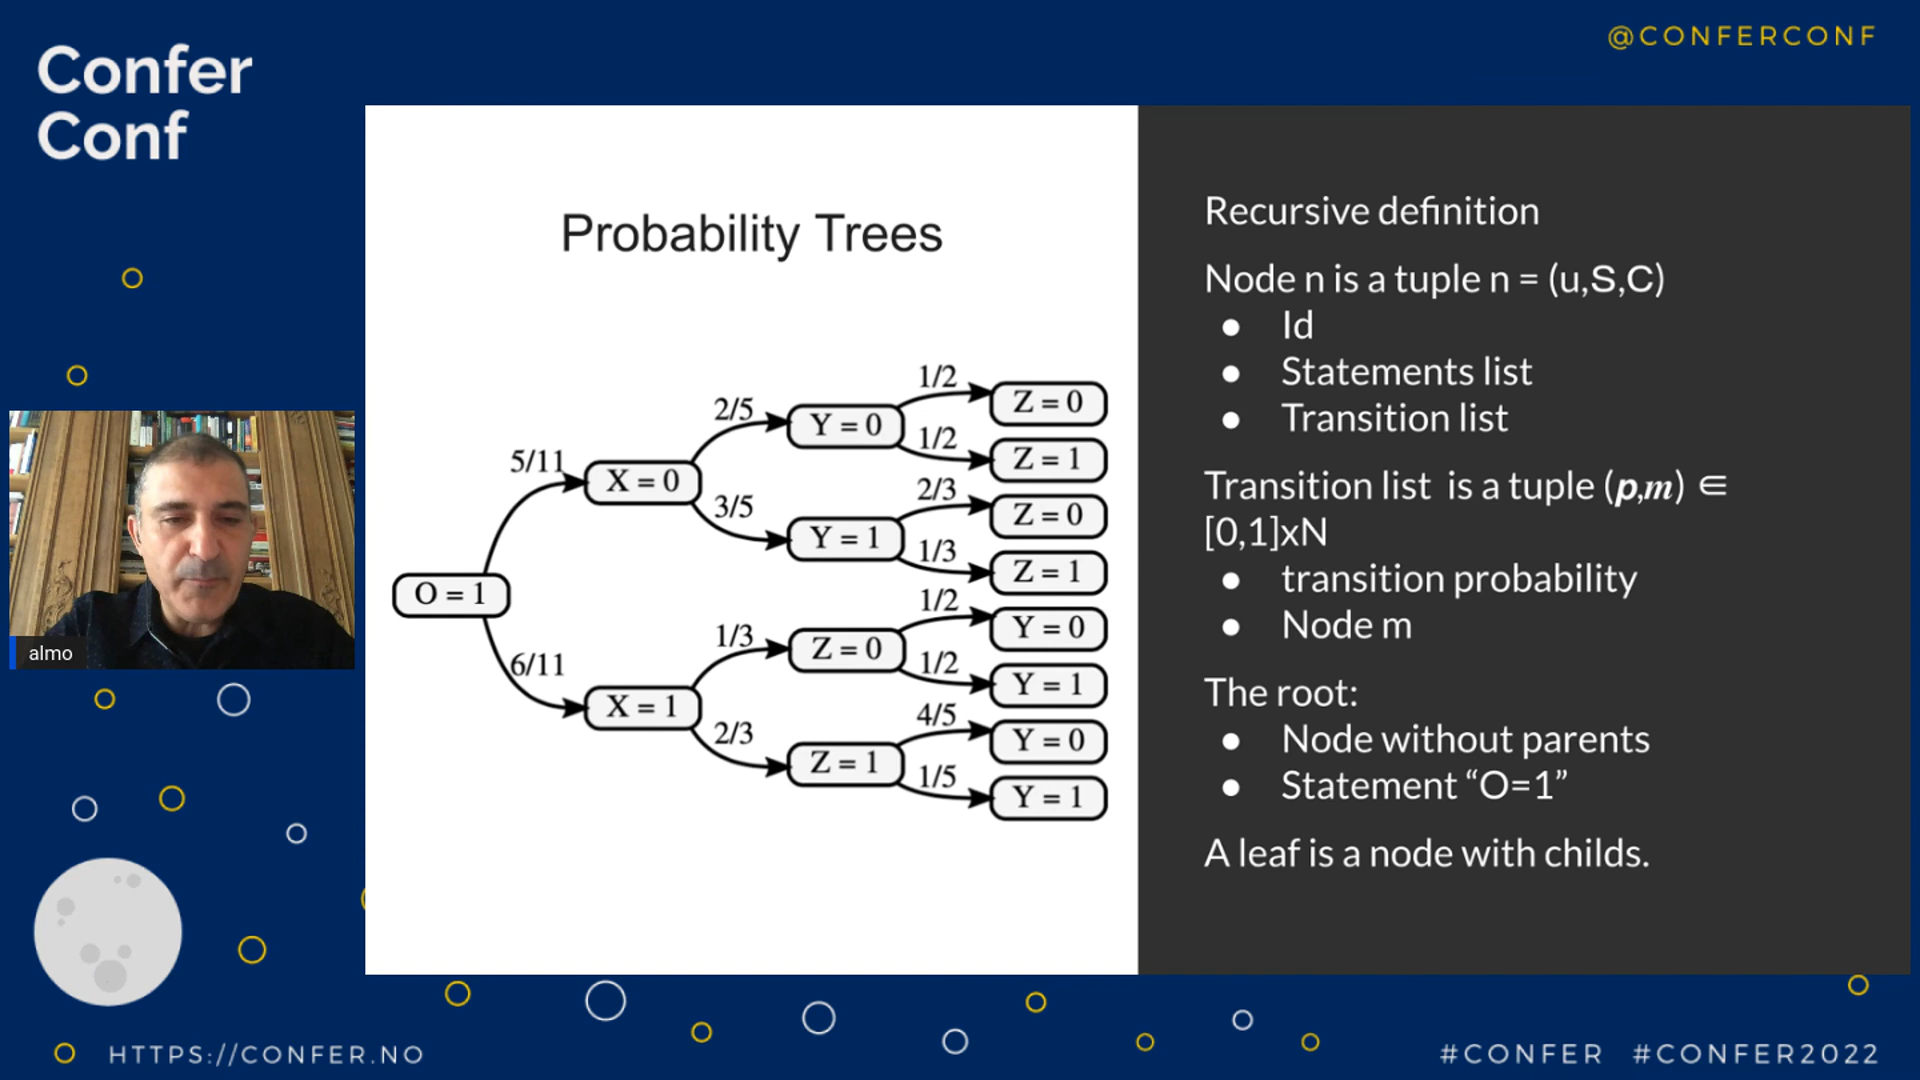 Confer
Conf
@CONFERCONF
Probability Trees
O = 1
5/11
6/11
X = 0
X = 1
2/5
3/5
1/3
2/3
Y = 0
Y = 1
Z = 0
Z = 1
1/2
1/2
2/3
1/3
1/2
1/2
4/5
1/5
Z = 0
Z = 1
Z = 0
Z = 1
Y = 0
Y = 1
Y = 0
Y = 1
Recursive definition
Node n is a tuple n = (u,S,C)
● Id
● Statements list
● Transition list
Transition list is a tuple (p,m) ∈
[0,1]xN
● transition probability
● Node m
The root:
● Node without parents
● Statement “O=1”
A leaf is a node with childs.
almo
HTTPS://CONFER.NO
#CONFER #CONFER2022